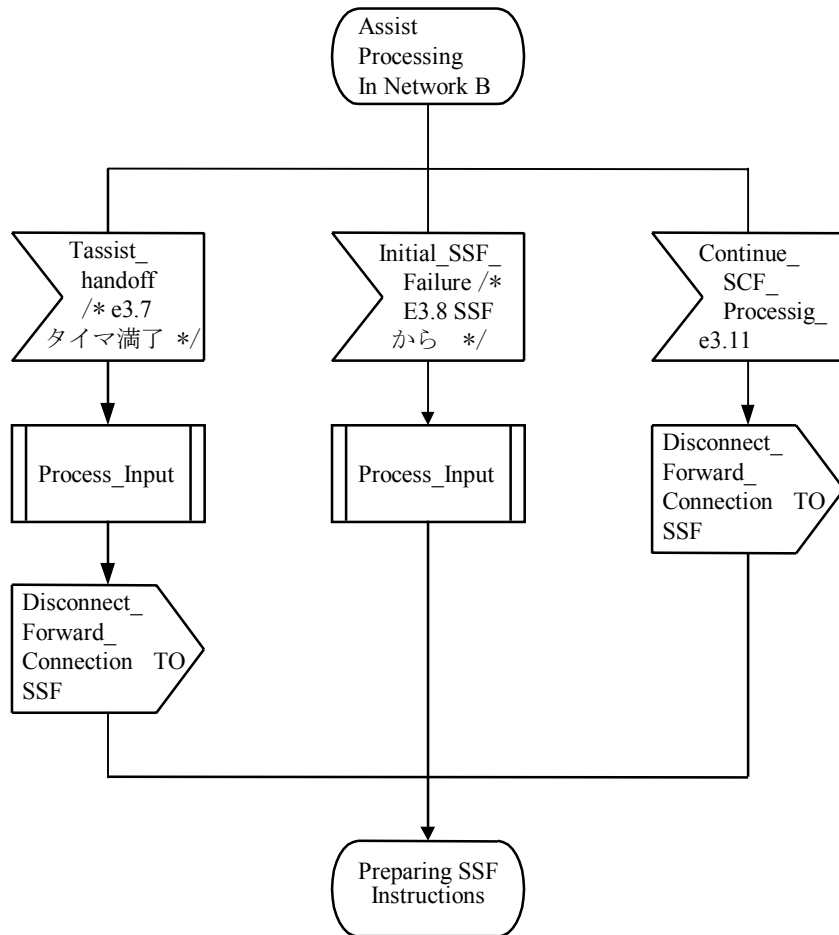 Assist
Processing
In Network B
Tassist_
handoff
/* e3.7
タイマ満了 */
Initial_SSF_
Failure /*
E3.8 SSF
から */
Continue_
SCF_
Processig_
e3.11
Process_Input
Process_Input
Disconnect_
Forward_
Connection TO
SSF
Disconnect_
Forward_
Connection TO
SSF
Preparing SSF
Instructions